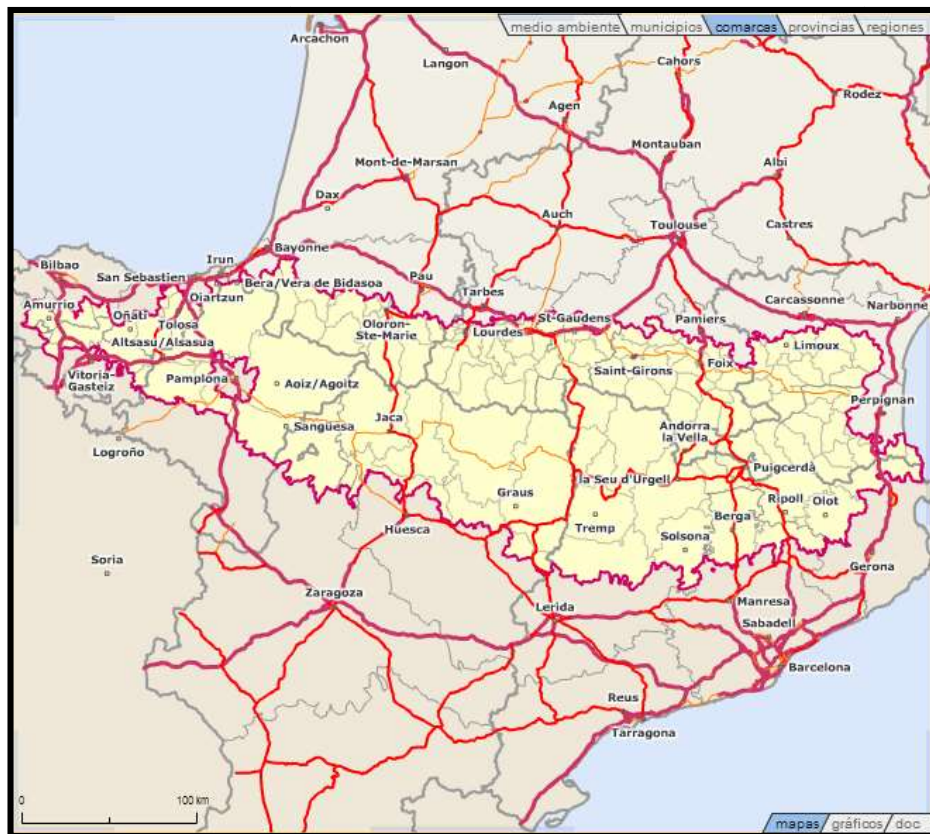 medio ambiente municipios comarcas provincias regiones
Arcachon
Langon
Cahors
Rodez
Agen
Montauban
Mont-de-Marsan
Albi
Dax
Auch
Toulouse
Castres
Bayonne
Irun
Bilbao
San Sebastien
Bera/Vera de Bidasoa
Pau
Tarbes
Carcassonne
Narbonne
Amurrio
Oiartzun
Oñati
Tolosa
Oloron-
Ste-Marie
Lourdes
St-Gaudens
Pamiers
Altsasu/Alsasua
Limoux
Foix
Saint-Girons
Vitoria-
Gasteiz
Pamplona
Aoiz/Agoitz
Perpignan
Jaca
Sangüesa
Andorra
la Vella
Logroño
Puigcerdà
la Seu d'Urgell
Graus
Ripoll
Olot
Huesca
Tremp
Berga
Solsona
Soria
Gerona
Zaragoza
Lerida
Manresa
Sabadell
Barcelona
Reus
Tarragona
0 100 km
mapas gráficos doc